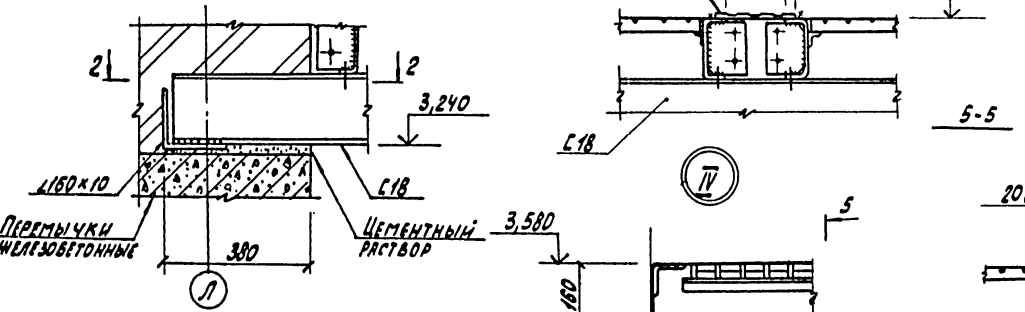 2
2
3,240
∠160×10
[18
Перемычки
железобетонные
Цементный
раствор
380
Л
[18
5-5
IV
3,580
5
160
20